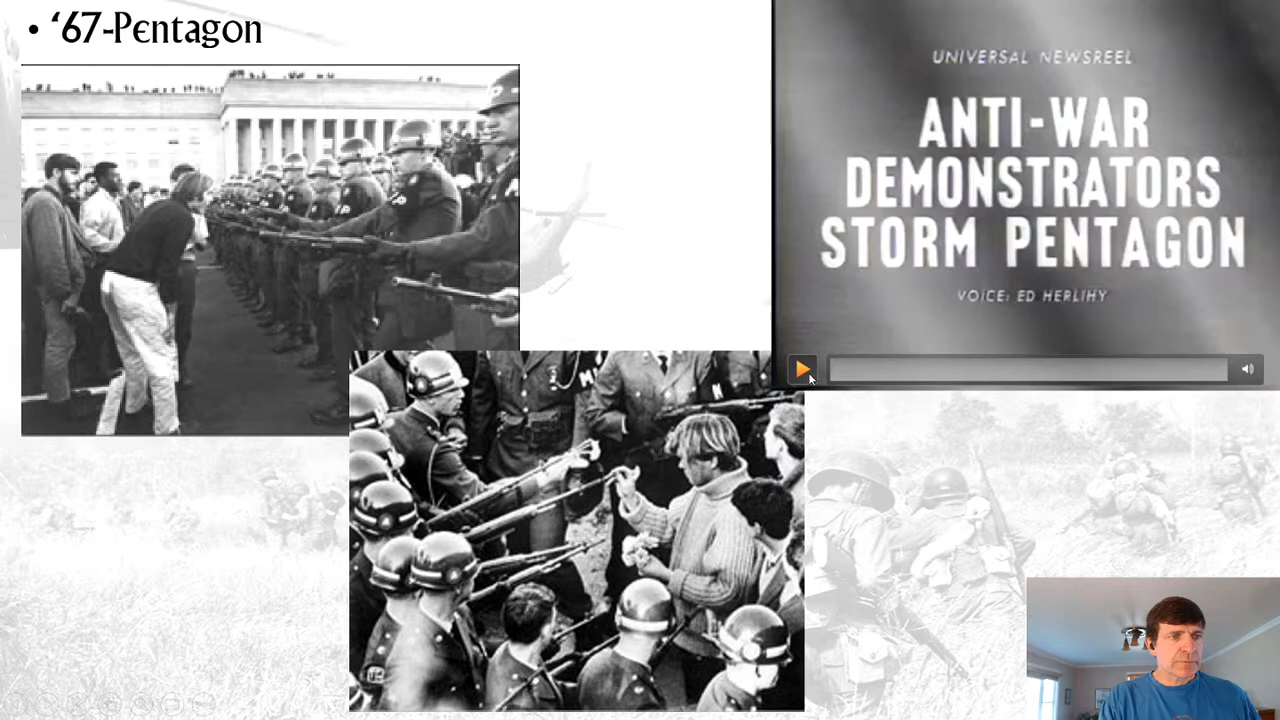 • ‘67-Pentagon
UNIVERSAL NEWSREEL
ANTI-WAR
DEMONSTRATORS
STORM PENTAGON
VOICE: ED HERLIHY